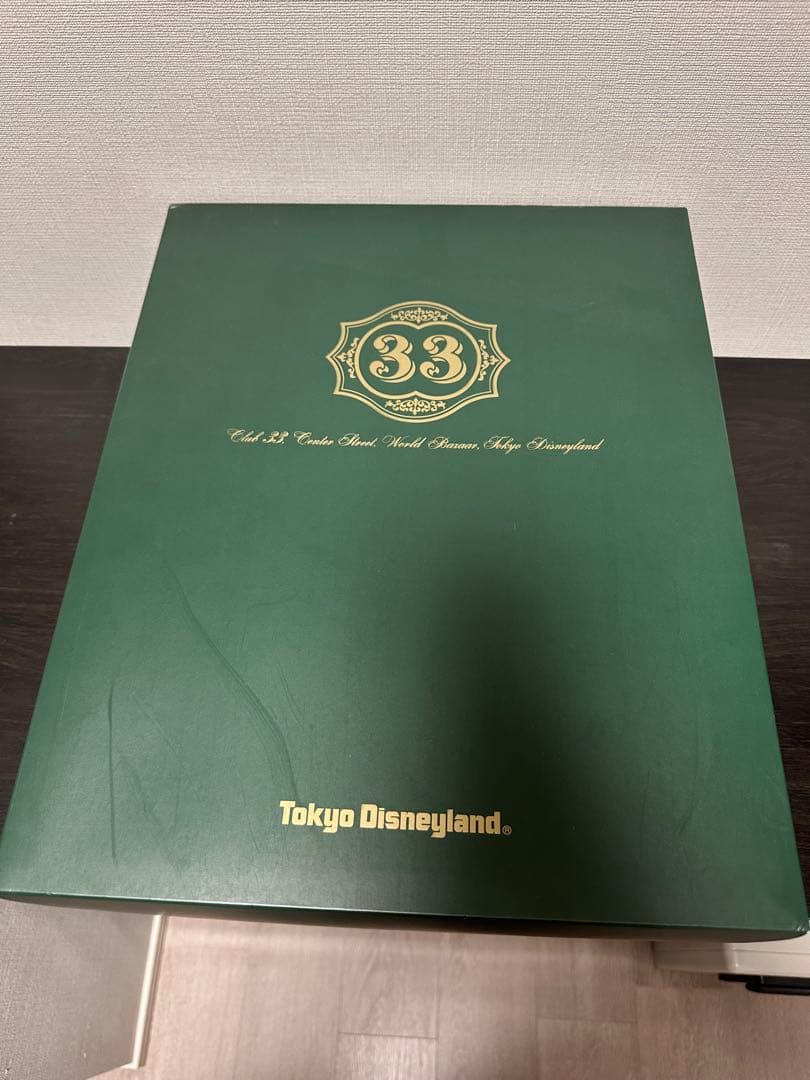 33
Club 33, Center Street, World Bazaar, Tokyo Disneyland
Tokyo Disneyland®